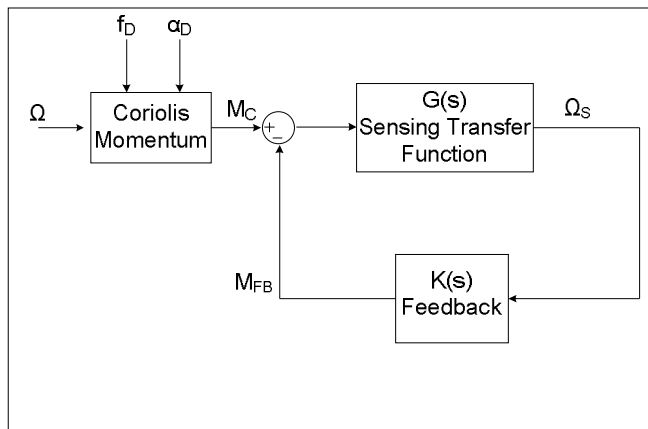 f_D
α_D
Ω
Coriolis
Momentum
M_C
+
−
G(s)
Sensing Transfer
Function
Ω_S
M_FB
K(s)
Feedback